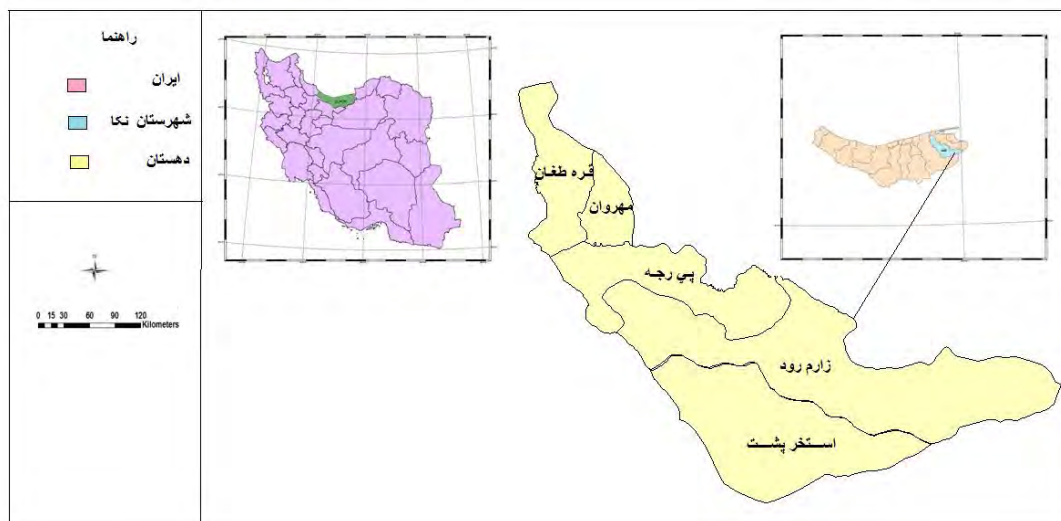 راهنما
ایران
شهرستان نکا
دهستان
N
0 15 30 60 90 120
Kilometers
قره طغان
مهروان
پي رجه
زارم رود
استخر پشت